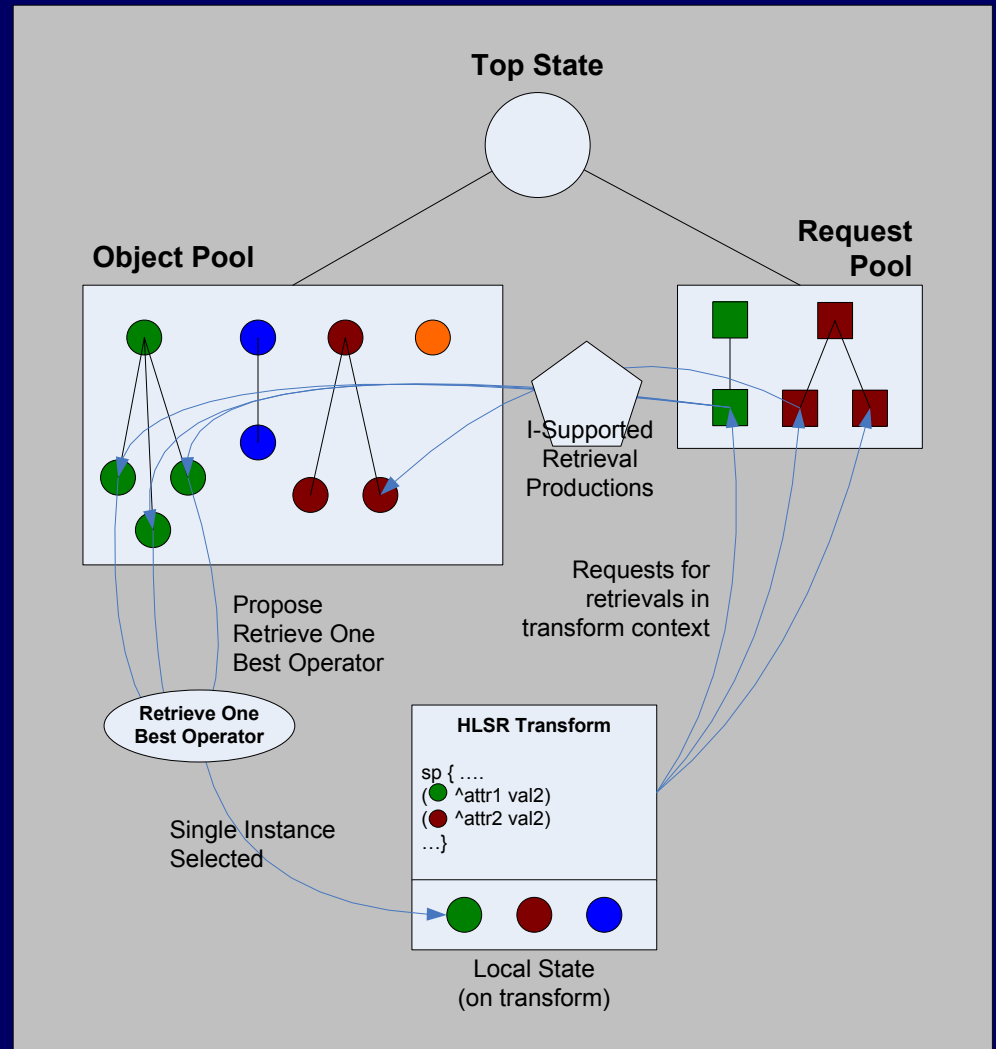 Top State
Object Pool
Request
Pool
I-Supported
Retrieval
Productions
Requests for
retrievals in
transform context
Propose
Retrieve One
Best Operator
Retrieve One
Best Operator
Single Instance
Selected
HLSR Transform
sp { ....
( ^attr1 val2)
( ^attr2 val2)
...}
Local State
(on transform)